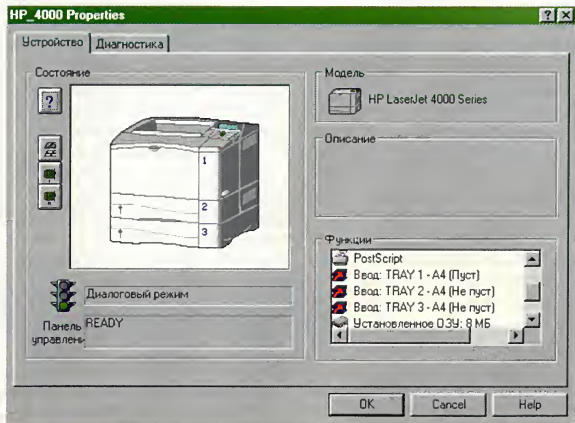 HP_4000 Properties
Устройство
Диагностика
Состояние
?
1
2
3
Диалоговый режим
Панель управлени
READY
Модель
HP LaserJet 4000 Series
Описание
Функции
PostScript
Ввод: TRAY 1 - A4 (Пуст)
Ввод: TRAY 2 - A4 (Не пуст)
Ввод: TRAY 3 - A4 (Не пуст)
Установленное ОЗУ: 8 МБ
OK
Cancel
Help